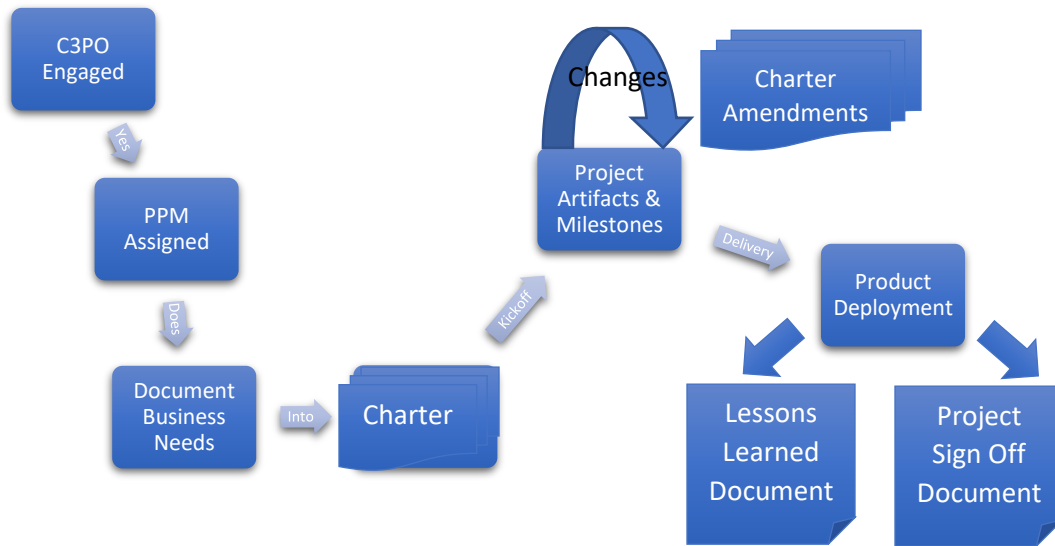 C3PO
Engaged
Yes
PPM
Assigned
Does
Document
Business
Needs
Into
Charter
Kickoff
Changes
Project
Artifacts &
Milestones
Charter
Amendments
Delivery
Product
Deployment
Lessons
Learned
Document
Project
Sign Off
Document